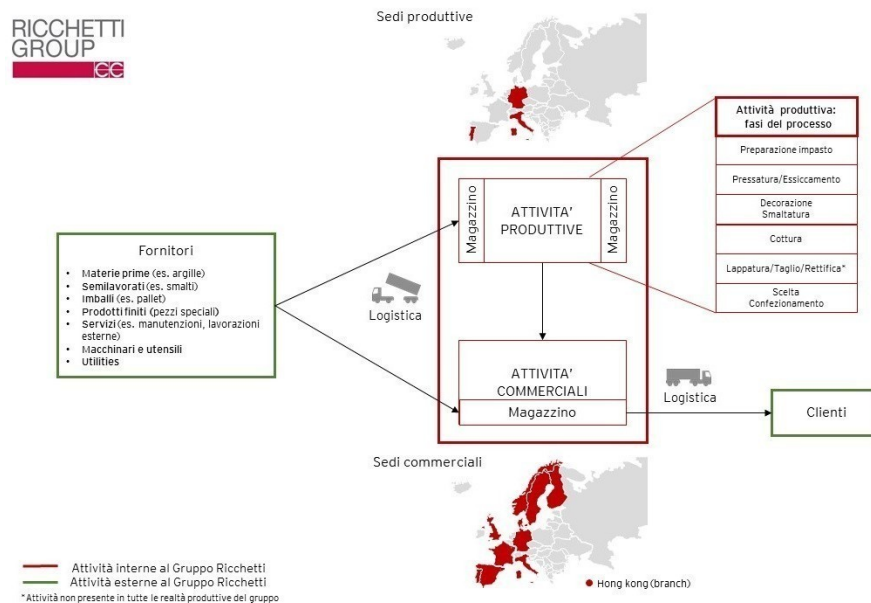 RICCHETTI
GROUP
Sedi produttive
Attività produttiva:
fasi del processo
Preparazione impasto
Pressatura/Essiccamento
Decorazione
Smaltatura
Cottura
Lappatura/Taglio/Rettifica*
Scelta
Confezionamento
Magazzino
ATTIVITA'
PRODUTTIVE
Magazzino
Fornitori
• Materie prime (es. argille)
• Semilavorati (es. smalti)
• Imballi (es. pallet)
• Prodotti finiti (pezzi speciali)
• Servizi (es. manutenzioni, lavorazioni
esterne)
• Macchinari e utensili
• Utilities
Logistica
ATTIVITA'
COMMERCIALI
Magazzino
Logistica
Clienti
Sedi commerciali
Hong kong (branch)
Attività interne al Gruppo Ricchetti
Attività esterne al Gruppo Ricchetti
*Attività non presente in tutte le realtà produttive del gruppo